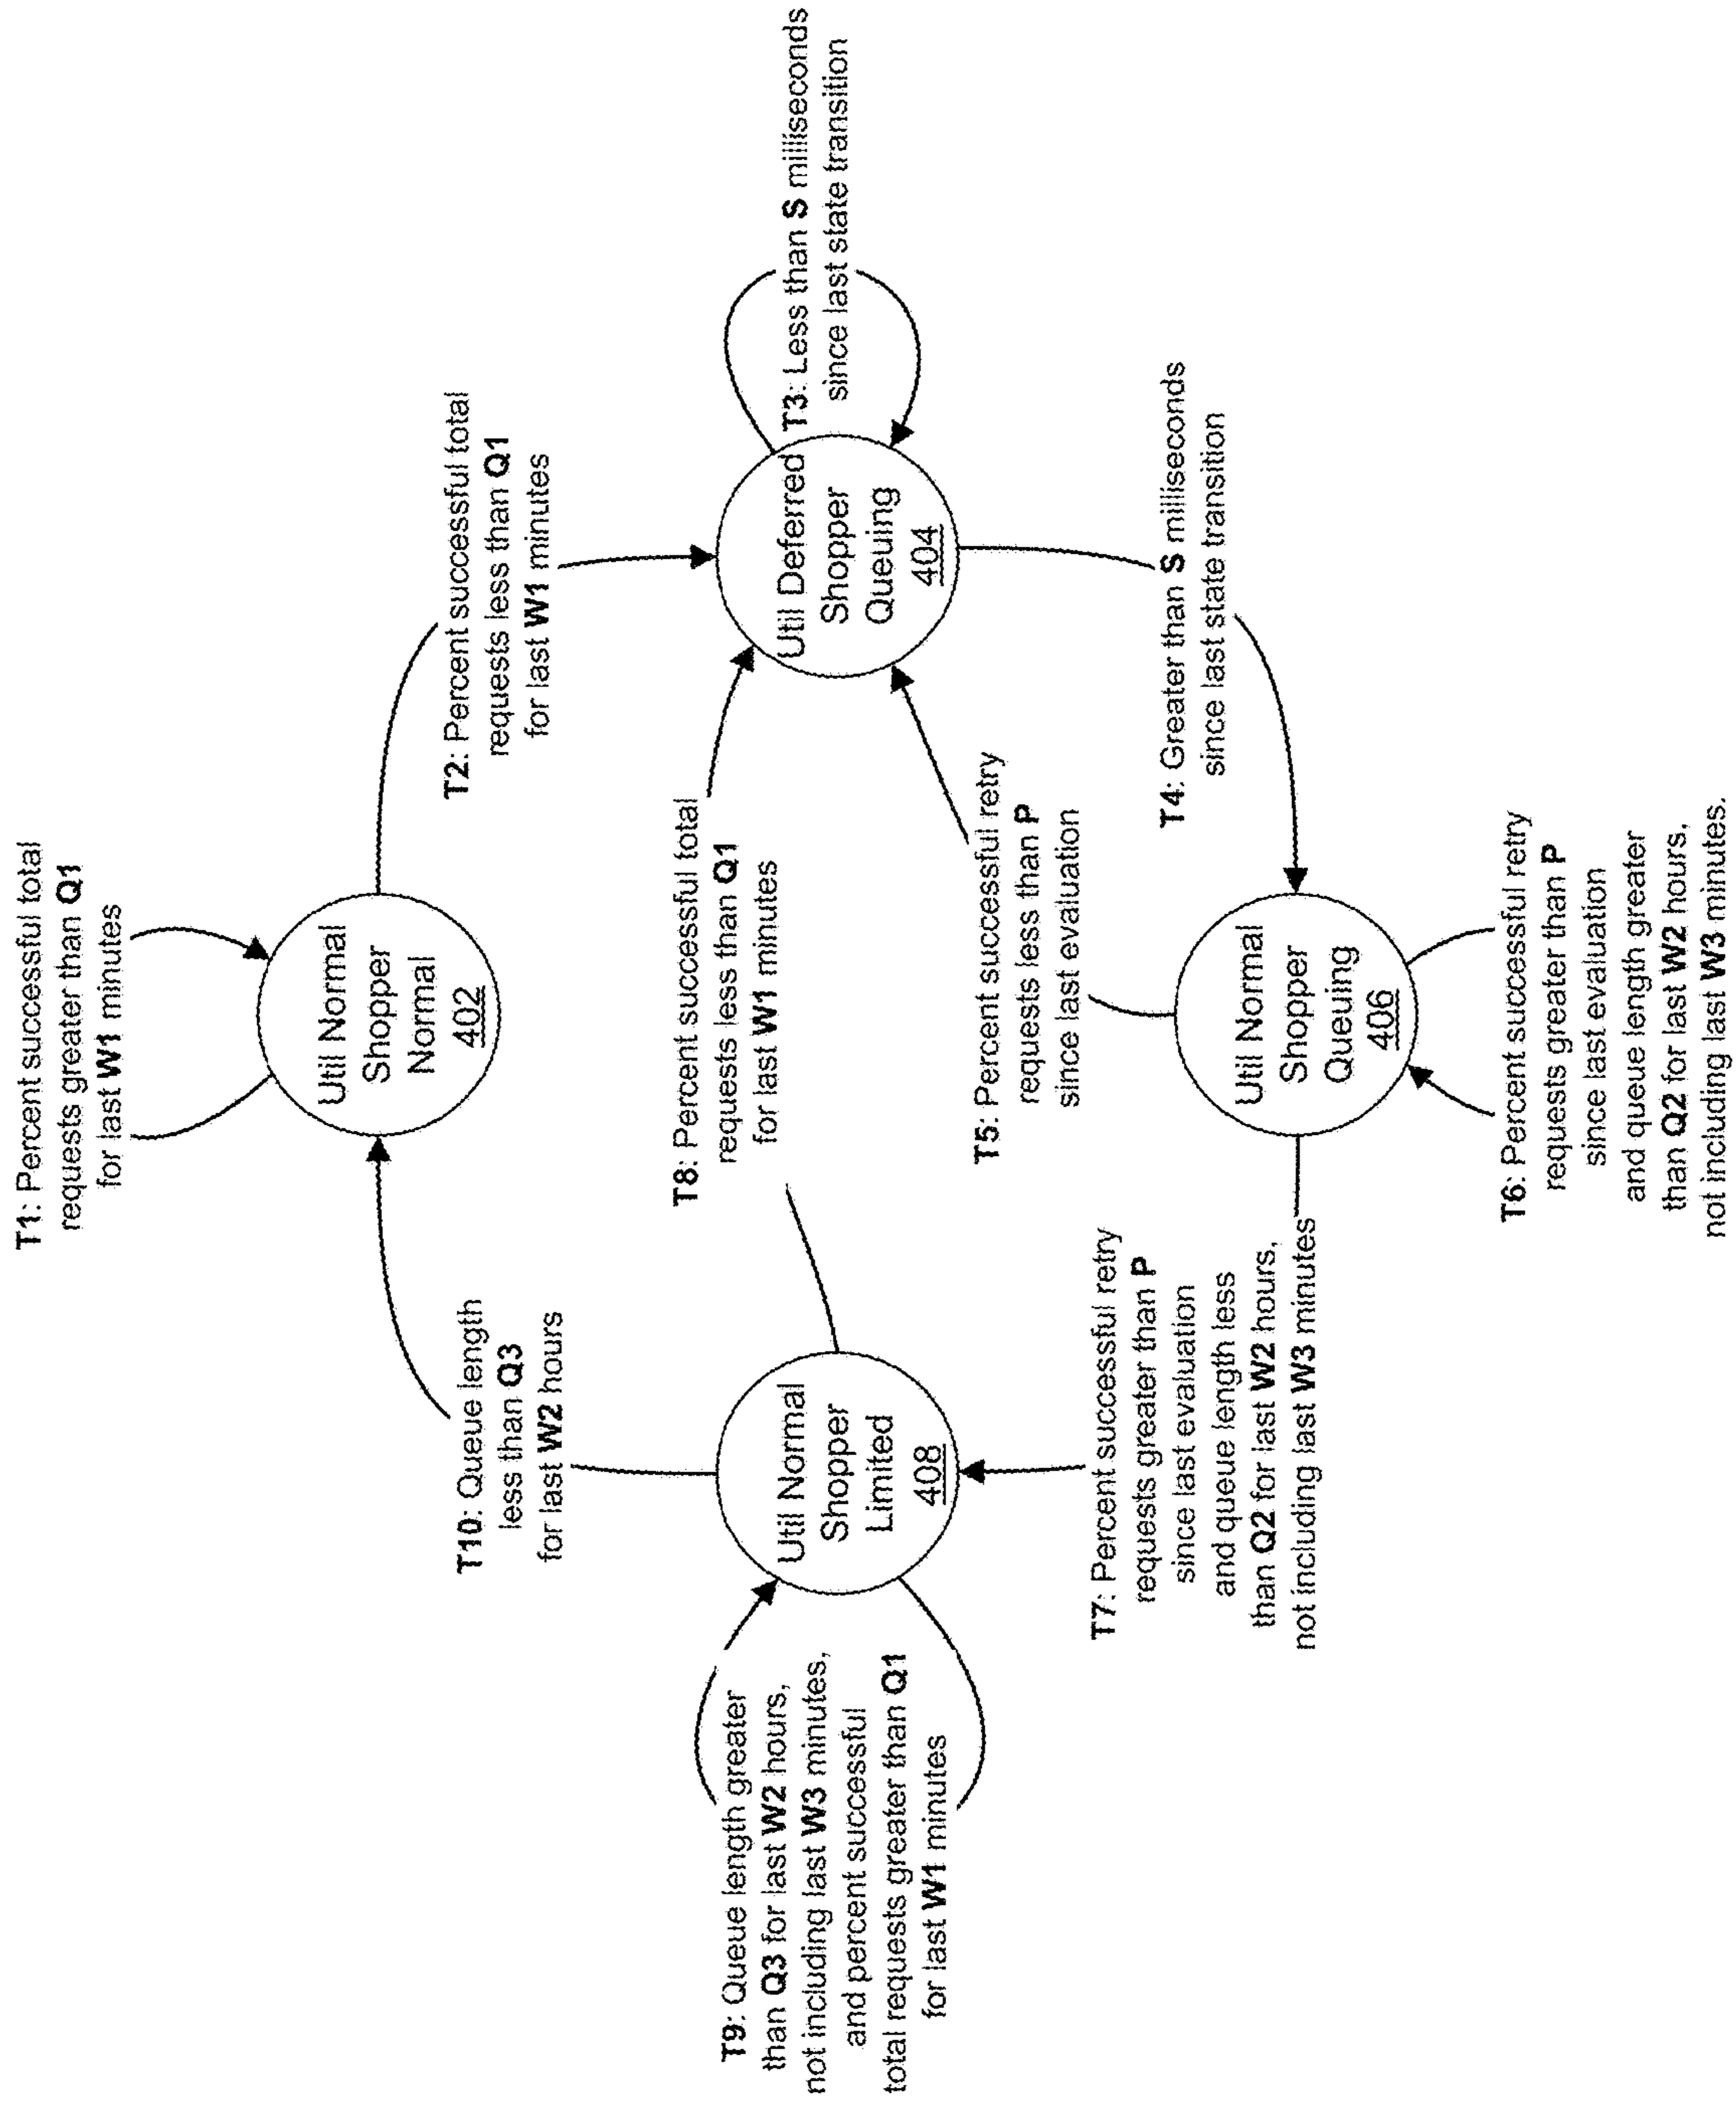 T1: Percent successful total
requests greater than Q1
for last W1 minutes
Util Normal
Shopper
Normal
402
T10: Queue length
less than Q3
for last W2 hours
T2: Percent successful total
requests less than Q1
for last W1 minutes
T9: Queue length greater
than Q3 for last W2 hours,
not including last W3 minutes,
and percent successful
total requests greater than Q1
for last W1 minutes
Util Normal
Shopper
Limited
408
T8: Percent successful total
requests less than Q1
for last W1 minutes
Util Deferred
Shopper
Queuing
404
T3: Less than S milliseconds
since last state transition
T5: Percent successful retry
requests less than P
since last evaluation
T7: Percent successful retry
requests greater than P
since last evaluation
and queue length less
than Q2 for last W2 hours,
not including last W3 minutes
Util Normal
Shopper
Queuing
406
T4: Greater than S milliseconds
since last state transition
T6: Percent successful retry
requests greater than P
since last evaluation
and queue length greater
than Q2 for last W2 hours,
not including last W3 minutes.